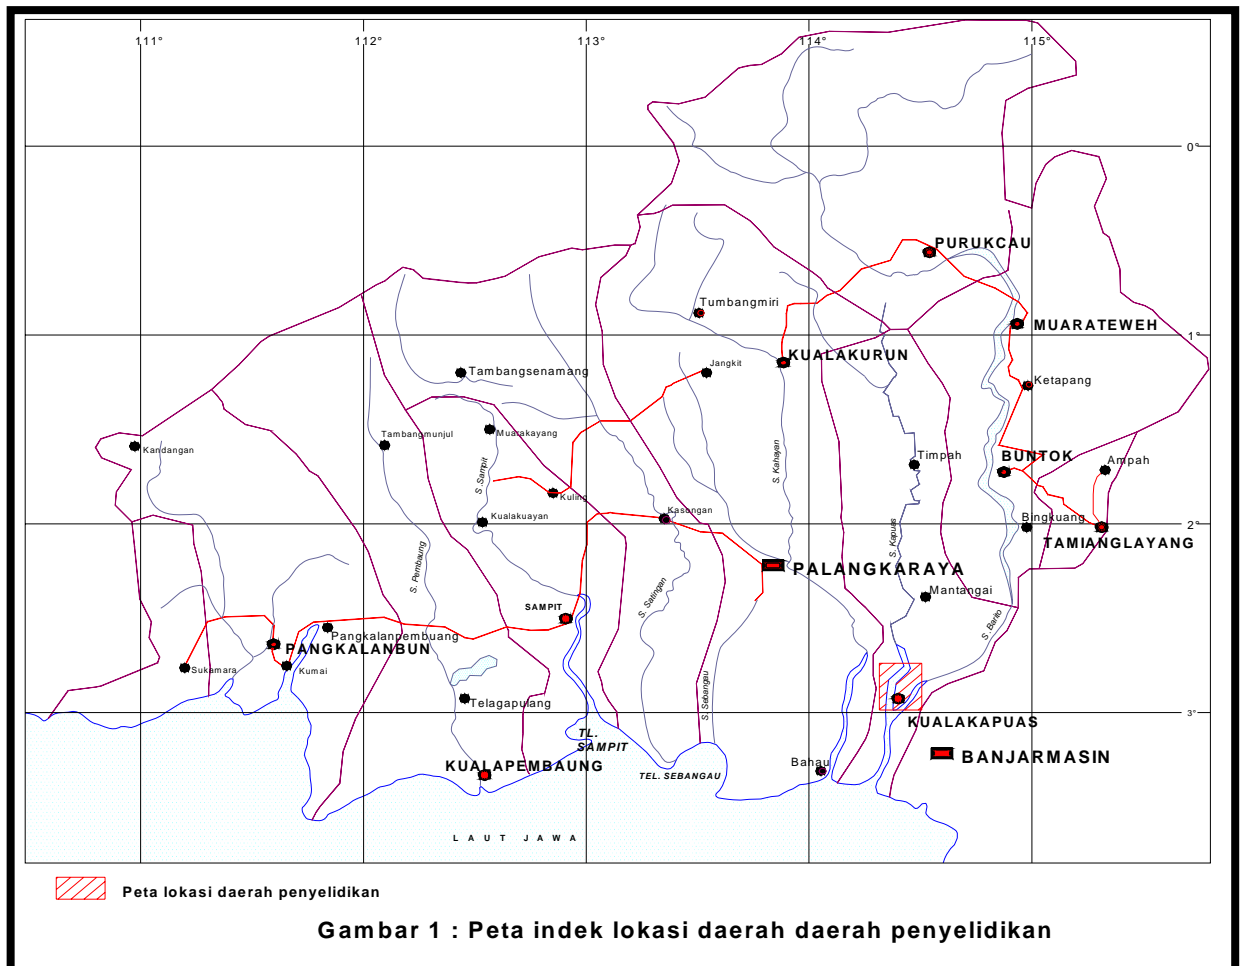 111°
112°
113°
114°
115°
0°
PURUKCAU
Tumbangmiri
MUARATEWEH
1°
KUALAKURUN
Jangkit
Tambangsenamang
Ketapang
Muarakayang
Tambangmunjul
Kandangan
S. Sampit
S. Kahayan
Timpah
BUNTOK
Ampah
Kuling
Kasongan
Kualakuayan
Bingkuang
2°
TAMIANGLAYANG
S. Kapuas
S. Pembaung
PALANGKARAYA
S. Satingan
Mantangai
SAMPIT
S. Barito
Pangkalanpembuang
PANGKALANBUN
Sukamara
Kumai
S. Sebangau
Telagapulang
3°
KUALAKAPUAS
TL.
SAMPIT
BANJARMASIN
KUALAPEMBAUNG
TEL. SEBANGAU
Bahau
LAUT JAWA
Peta lokasi daerah penyelidikan
Gambar 1 : Peta indek lokasi daerah daerah penyelidikan